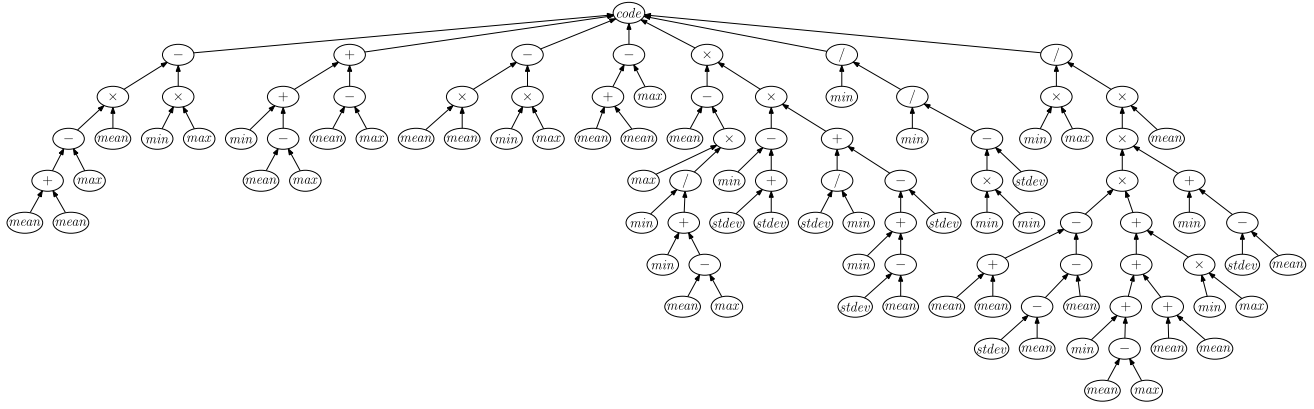 code
− + − − × / /
× × + − × × + max − × min / × ×
− mean min max min − mean max mean mean min max mean mean mean × − + min − min max × mean
+ max mean max max / min + / − × stdev × +
mean mean min + stdev stdev stdev min + stdev min min − + min −
min − min − + − + × stdev mean
mean max stdev mean mean mean − mean + + min max
stdev mean min − mean mean
mean max